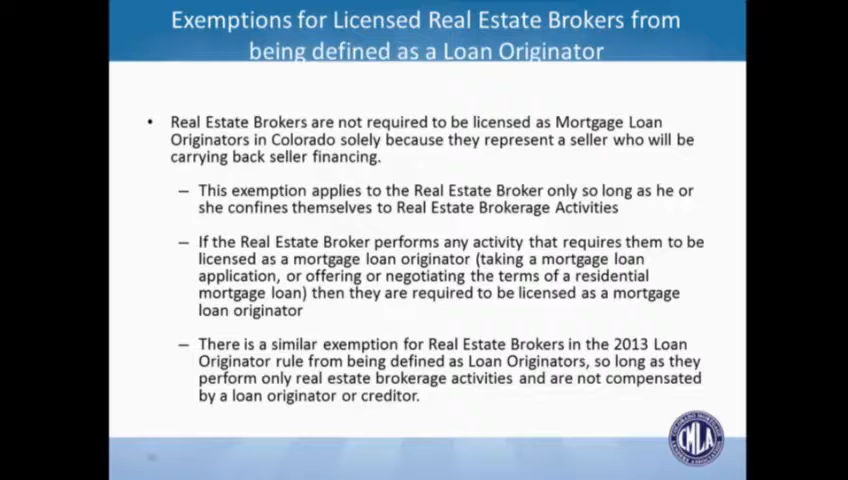 Exemptions for Licensed Real Estate Brokers from
being defined as a Loan Originator
• Real Estate Brokers are not required to be licensed as Mortgage Loan
Originators in Colorado solely because they represent a seller who will be
carrying back seller financing.
– This exemption applies to the Real Estate Broker only so long as he or
she confines themselves to Real Estate Brokerage Activities
– If the Real Estate Broker performs any activity that requires them to be
licensed as a mortgage loan originator (taking a mortgage loan
application, or offering or negotiating the terms of a residential
mortgage loan) then they are required to be licensed as a mortgage
loan originator
– There is a similar exemption for Real Estate Brokers in the 2013 Loan
Originator rule from being defined as Loan Originators, so long as they
perform only real estate brokerage activities and are not compensated
by a loan originator or creditor.
COLORADO MORTGAGE
CMLA
LENDERS ASSOCIATION